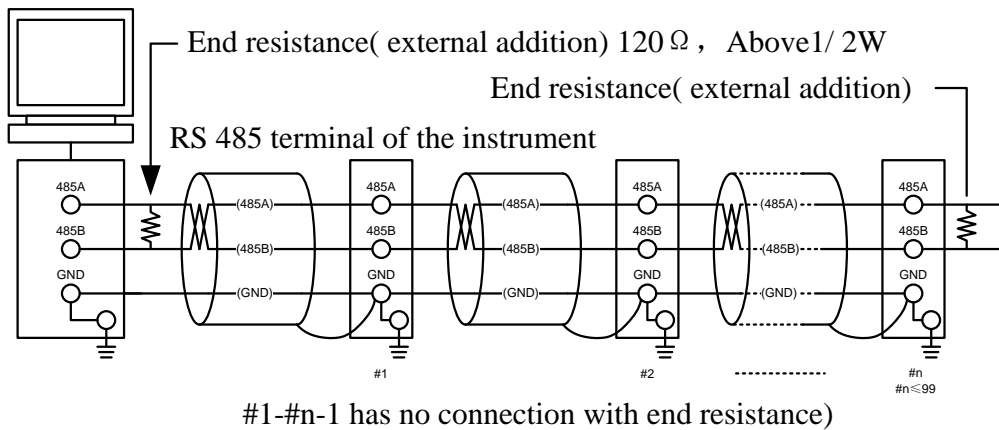 End resistance( external addition) 120Ω， Above1/ 2W
End resistance( external addition)
RS 485 terminal of the instrument
485A
(485A)
485A
(485A)
485A
(485A)
485A
485B
(485B)
485B
(485B)
485B
(485B)
485B
GND
(GND)
GND
(GND)
GND
(GND)
GND
#1
#2
#n
#n≤99
#1-#n-1 has no connection with end resistance)